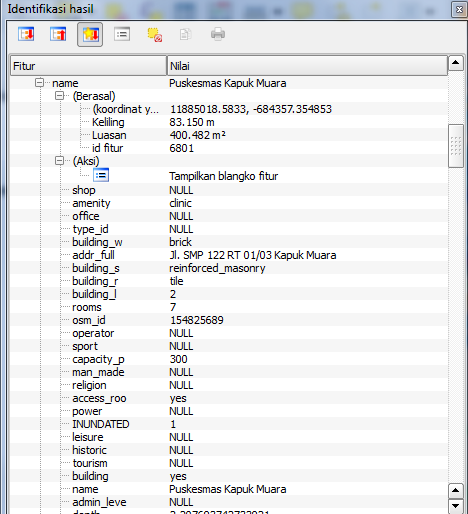 Identifikasi hasil
Fitur Nilai
name Puskesmas Kapuk Muara
(Berasal)
(koordinat y... 11885018.5833, -684357.354853
Keliling 83.150 m
Luasan 400.482 m²
id fitur 6801
(Aksi)
Tampilkan blangko fitur
shop NULL
amenity clinic
office NULL
type_id NULL
building_w brick
addr_full Jl. SMP 122 RT 01/03 Kapuk Muara
building_s reinforced_masonry
building_r tile
building_l 2
rooms 7
osm_id 154825689
operator NULL
sport NULL
capacity_p 300
man_made NULL
religion NULL
access_roo yes
power NULL
INUNDATED 1
leisure NULL
historic NULL
tourism NULL
building yes
name Puskesmas Kapuk Muara
admin_leve NULL
depth